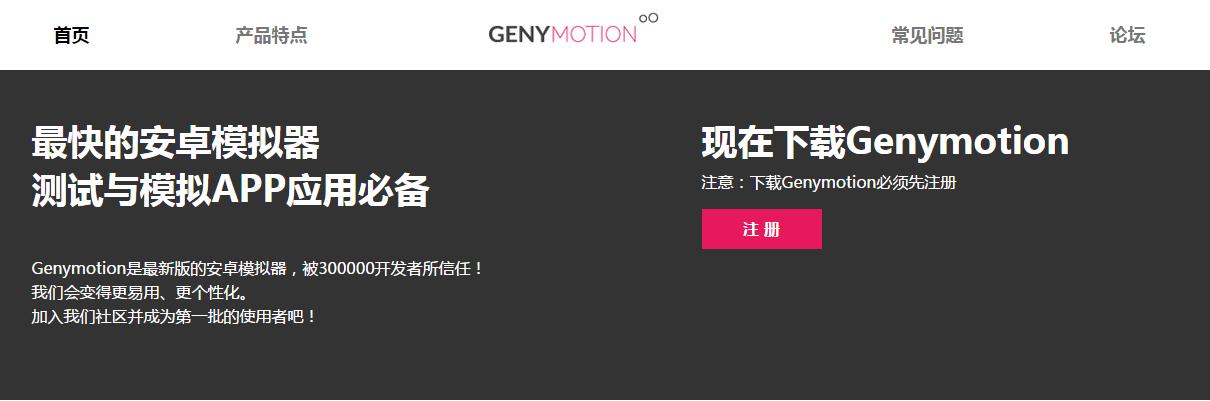 首页
产品特点
GENYMOTION
常见问题
论坛
最快的安卓模拟器
测试与模拟APP应用必备
Genymotion是最新版的安卓模拟器，被300000开发者所信任！
我们会变得更易用、更个性化。
加入我们社区并成为第一批的使用者吧！
现在下载Genymotion
注意：下载Genymotion必须先注册
注 册